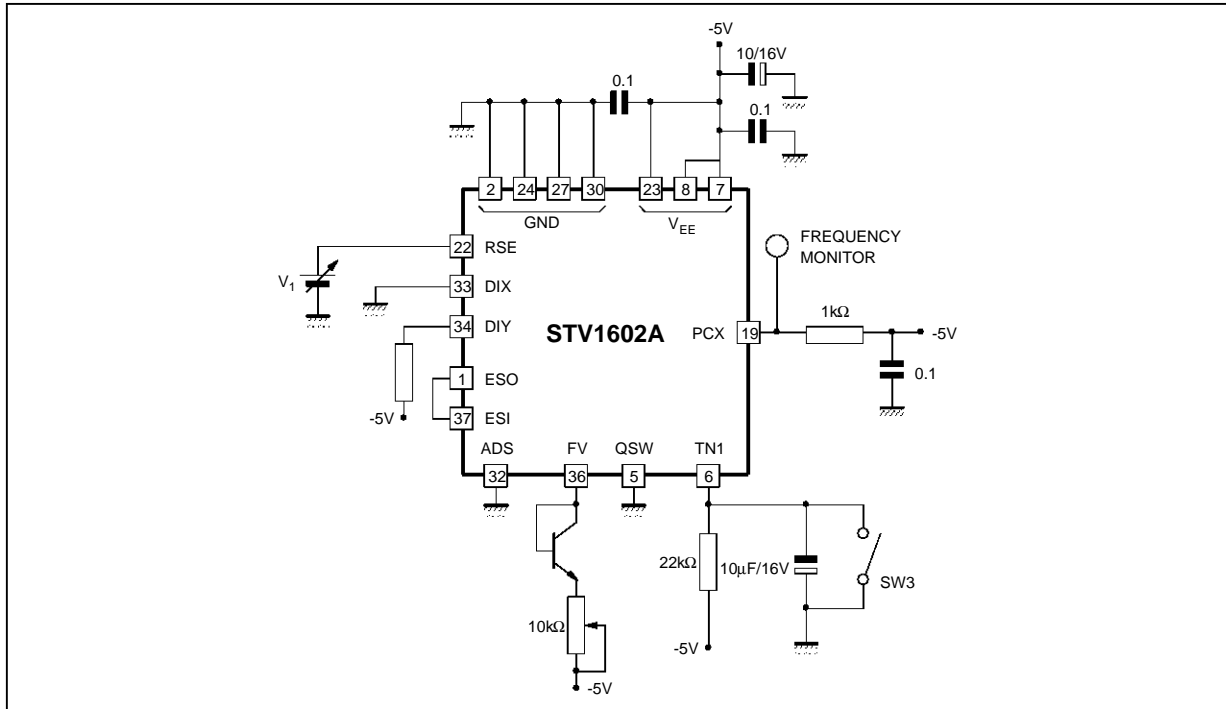 -5V
10/16V
0.1
0.1
2 24 27 30 23 8 7
GND
VEE
22 RSE
V1
33 DIX
34 DIY
STV1602A
PCX 19
FREQUENCY
MONITOR
1kΩ
-5V
0.1
1 ESO
-5V
37 ESI
ADS FV QSW TN1
32 36 5 6
22kΩ
10μF/16V
SW3
10kΩ
-5V
-5V